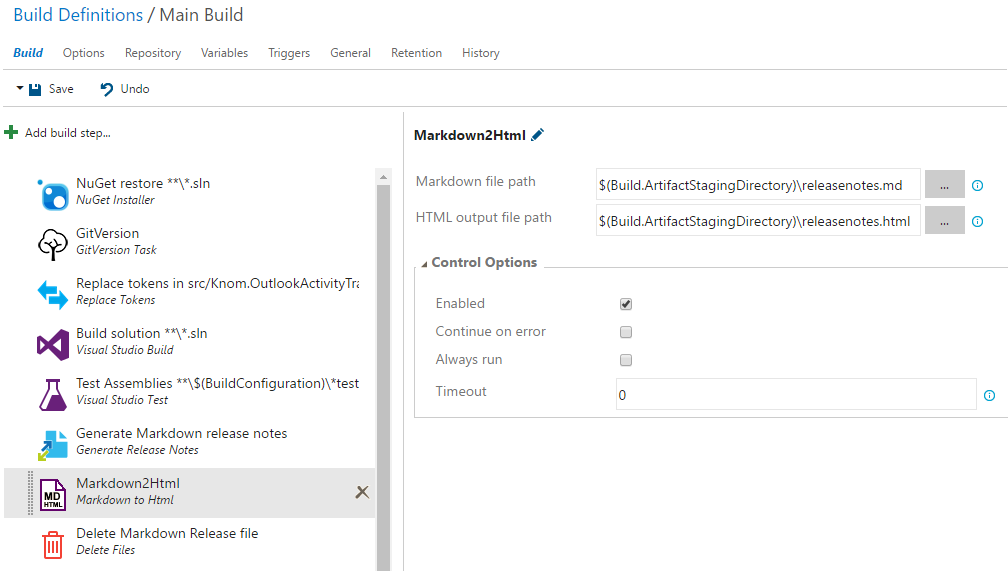 Build Definitions / Main Build
Build Options Repository Variables Triggers General Retention History
Save Undo
Add build step...
NuGet restore **\*.sln
NuGet Installer
GitVersion
GitVersion Task
Replace tokens in src/Knom.OutlookActivityTra
Replace Tokens
Build solution **\*.sln
Visual Studio Build
Test Assemblies **\$(BuildConfiguration)\*test
Visual Studio Test
Generate Markdown release notes
Generate Release Notes
MD
HTML
Markdown2Html
Markdown to Html
Delete Markdown Release file
Delete Files
Markdown2Html
Markdown file path $(Build.ArtifactStagingDirectory)\releasenotes.md ...
HTML output file path $(Build.ArtifactStagingDirectory)\releasenotes.html ...
Control Options
Enabled
Continue on error
Always run
Timeout 0